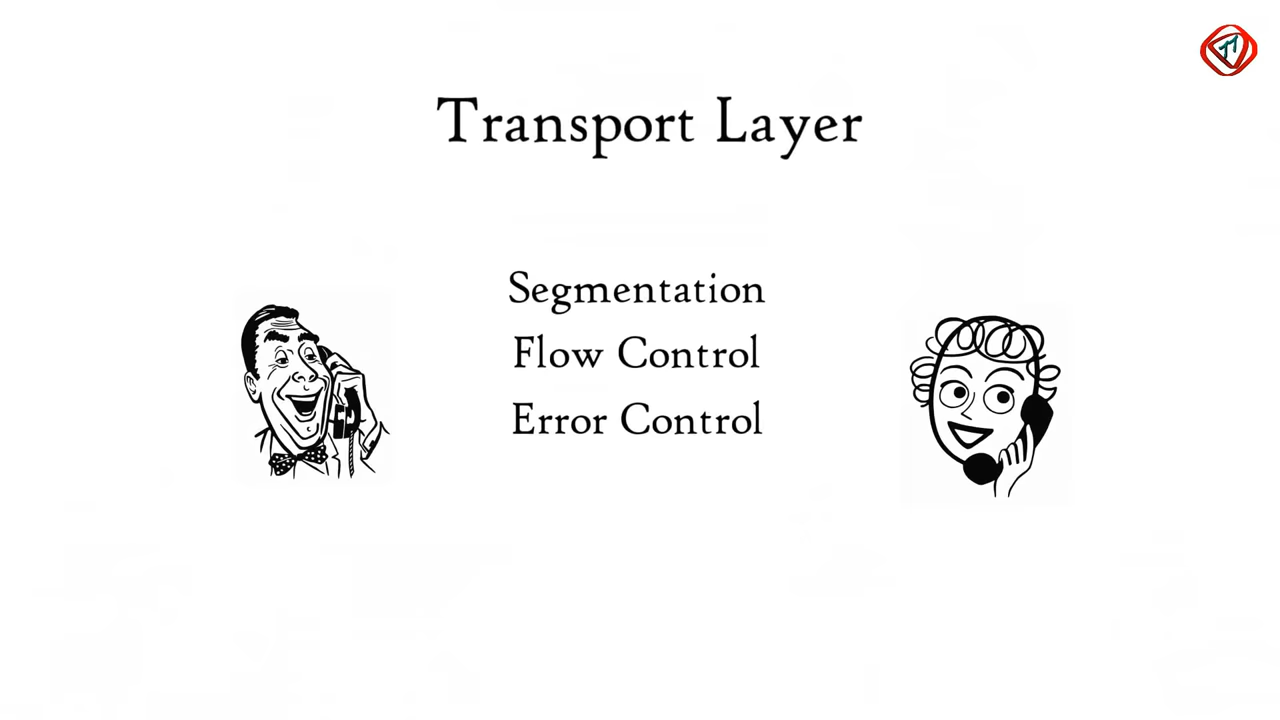 Transport Layer
Segmentation
Flow Control
Error Control